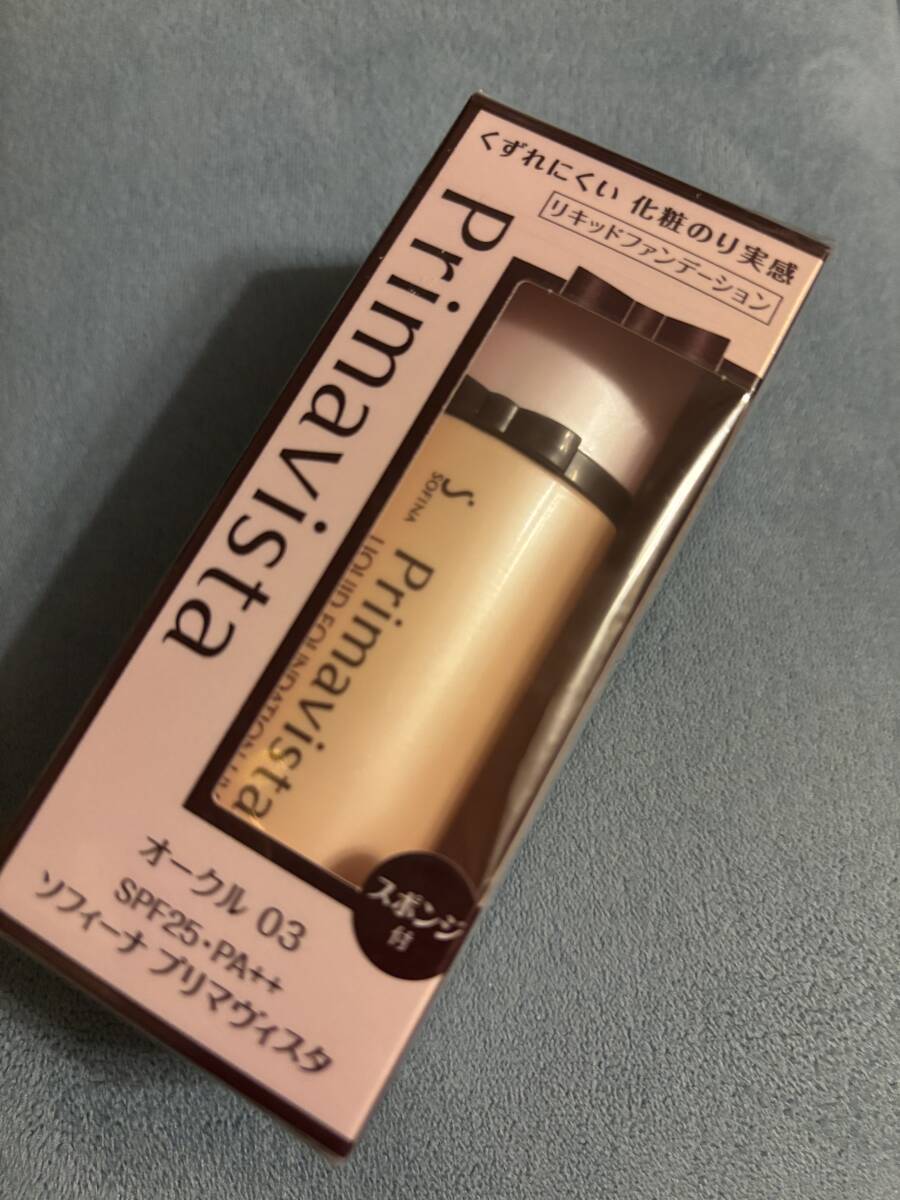 くずれにくい 化粧のり実感
リキッドファンデーション
Primavista
SOFINA
Primavista
LIQUID FOUNDATION
スポンジ
付
オークル 03
SPF25・PA++
ソフィーナ プリマヴィスタ